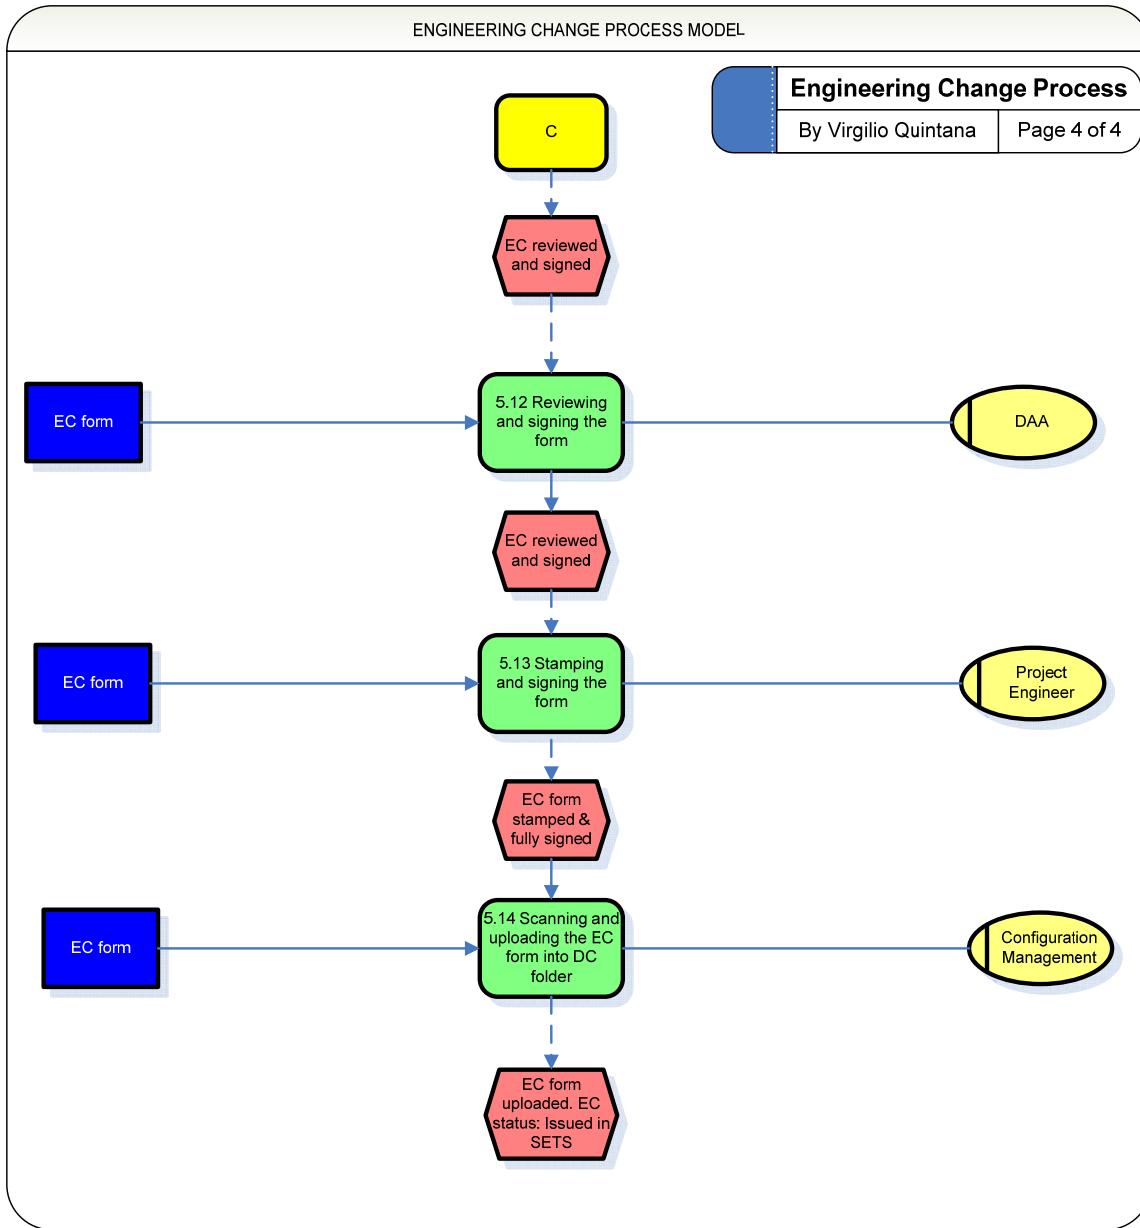 ENGINEERING CHANGE PROCESS MODEL
Engineering Change Process
By Virgilio Quintana
Page 4 of 4
C
EC reviewed
and signed
EC form
5.12 Reviewing
and signing the
form
DAA
EC reviewed
and signed
EC form
5.13 Stamping
and signing the
form
Project
Engineer
EC form
stamped &
fully signed
EC form
5.14 Scanning and
uploading the EC
form into DC
folder
Configuration
Management
EC form
uploaded. EC
status: Issued in
SETS